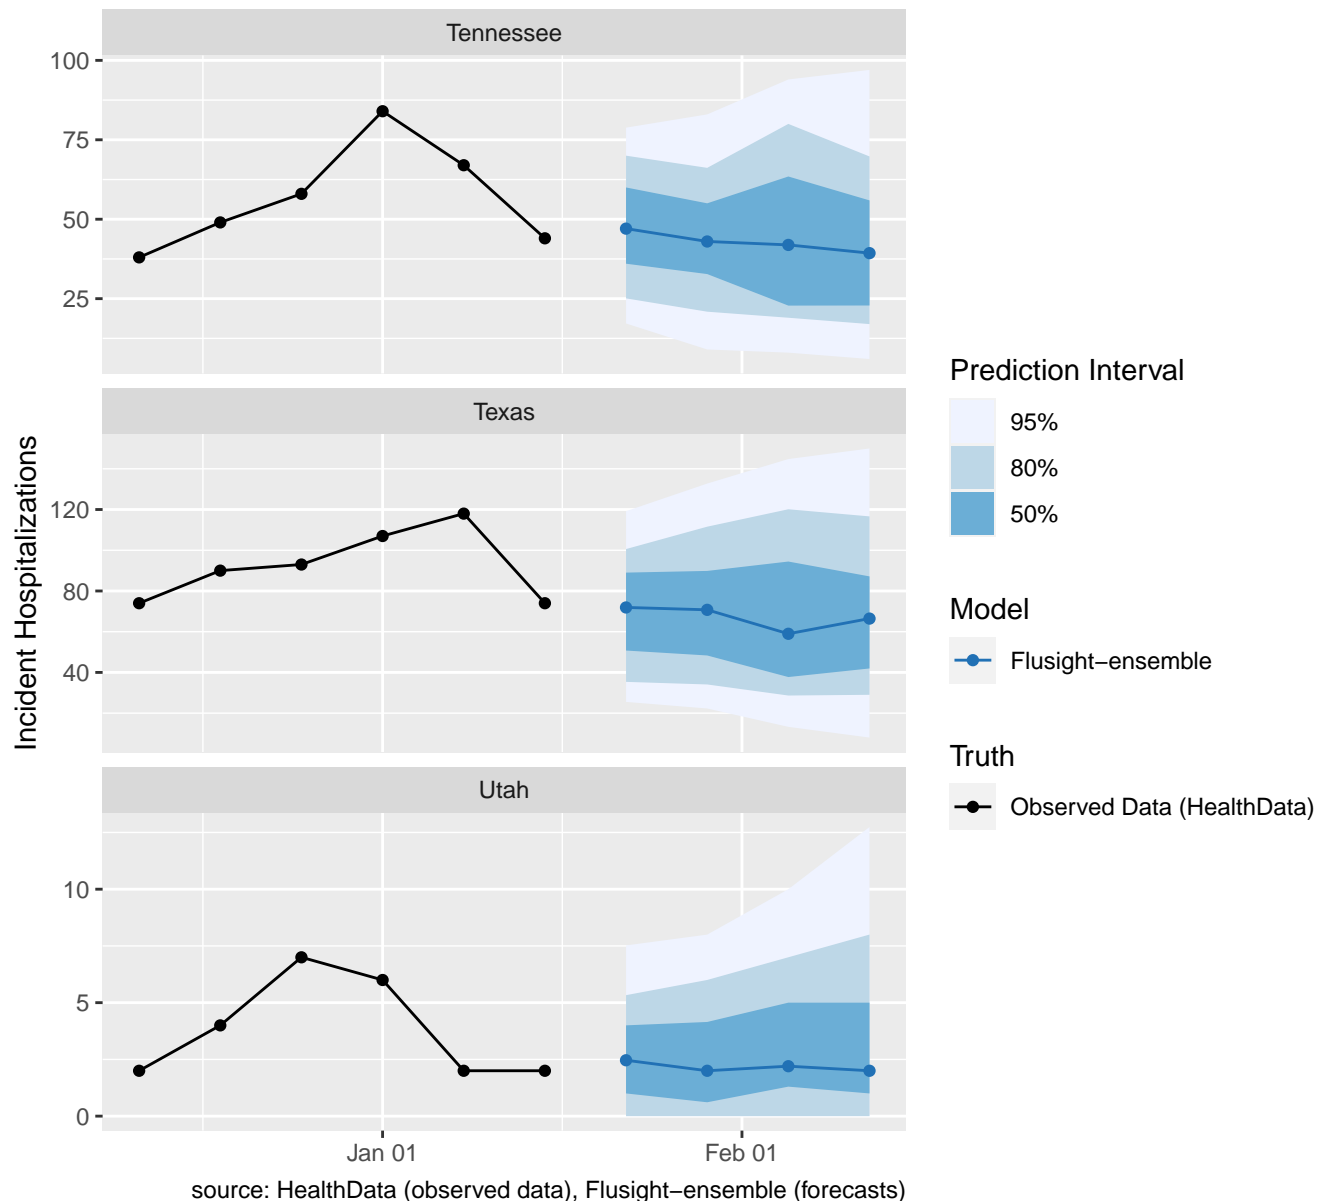 Tennessee
100
75
50
25
Texas
120
80
40
Utah
10
5
0
Incident Hospitalizations
Jan 01
Feb 01
source: HealthData (observed data), Flusight−ensemble (forecasts)
Prediction Interval
95%
80%
50%
Model
Flusight−ensemble
Truth
Observed Data (HealthData)